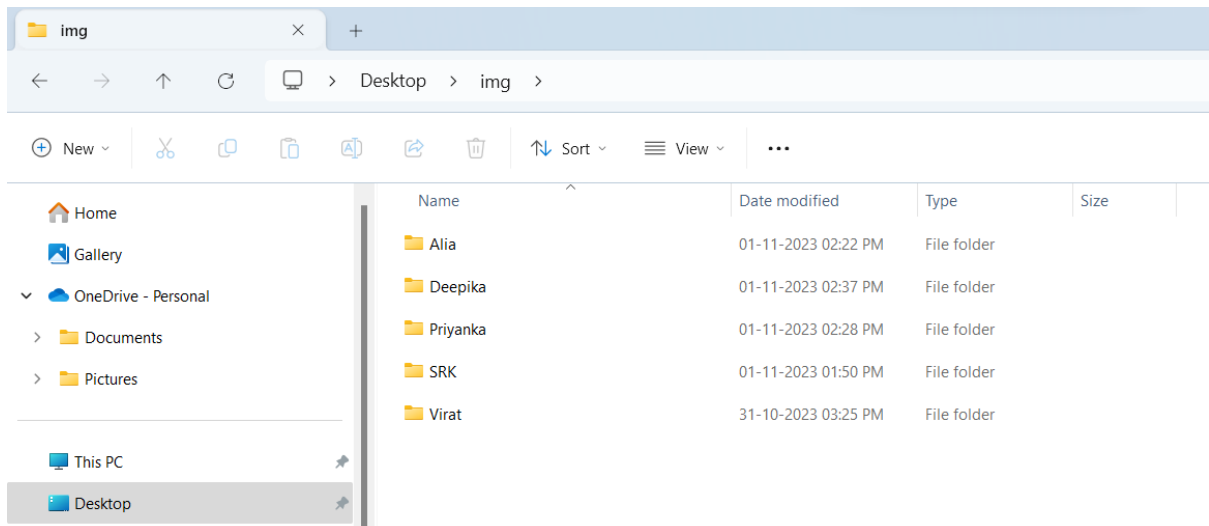 img
Desktop > img >
New
Sort
View
Home
Gallery
OneDrive - Personal
Documents
Pictures
This PC
Desktop
Name Date modified Type Size
Alia 01-11-2023 02:22 PM File folder
Deepika 01-11-2023 02:37 PM File folder
Priyanka 01-11-2023 02:28 PM File folder
SRK 01-11-2023 01:50 PM File folder
Virat 31-10-2023 03:25 PM File folder